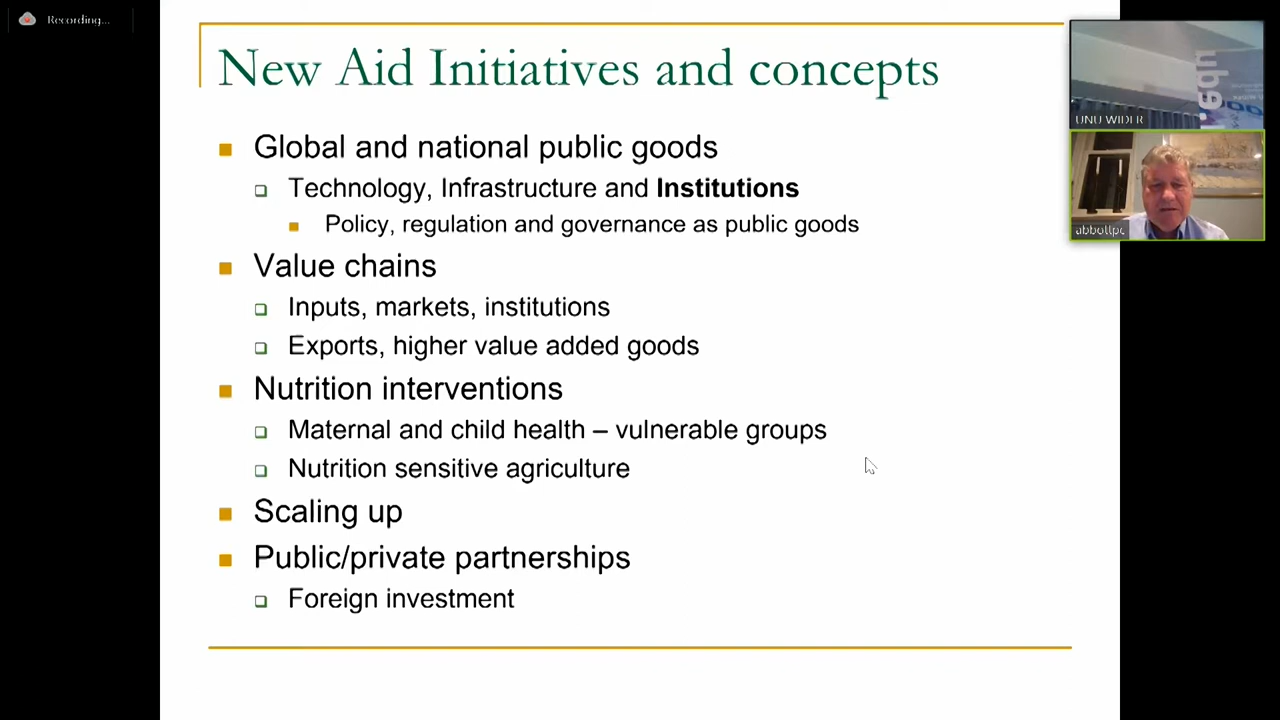 Recording...
New Aid Initiatives and concepts
Global and national public goods
Technology, Infrastructure and Institutions
Policy, regulation and governance as public goods
Value chains
Inputs, markets, institutions
Exports, higher value added goods
Nutrition interventions
Maternal and child health – vulnerable groups
Nutrition sensitive agriculture
Scaling up
Public/private partnerships
Foreign investment
UNU WIDER
abbottpc